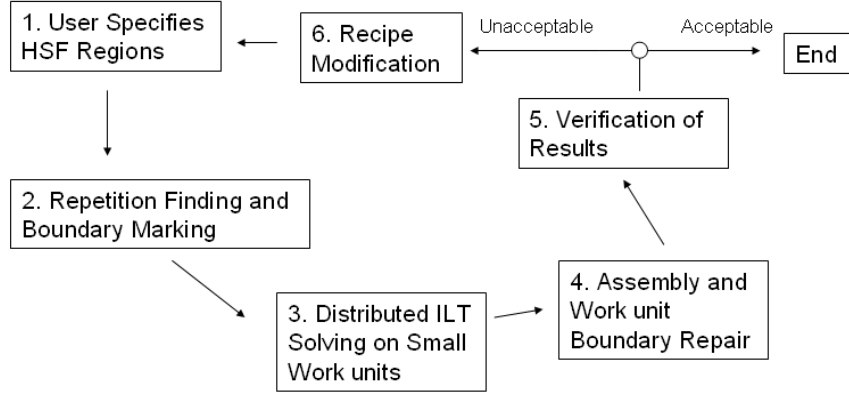 1. User Specifies
HSF Regions
6. Recipe
Modification
Unacceptable
Acceptable
End
5. Verification of
Results
2. Repetition Finding and
Boundary Marking
3. Distributed ILT
Solving on Small
Work units
4. Assembly and
Work unit
Boundary Repair